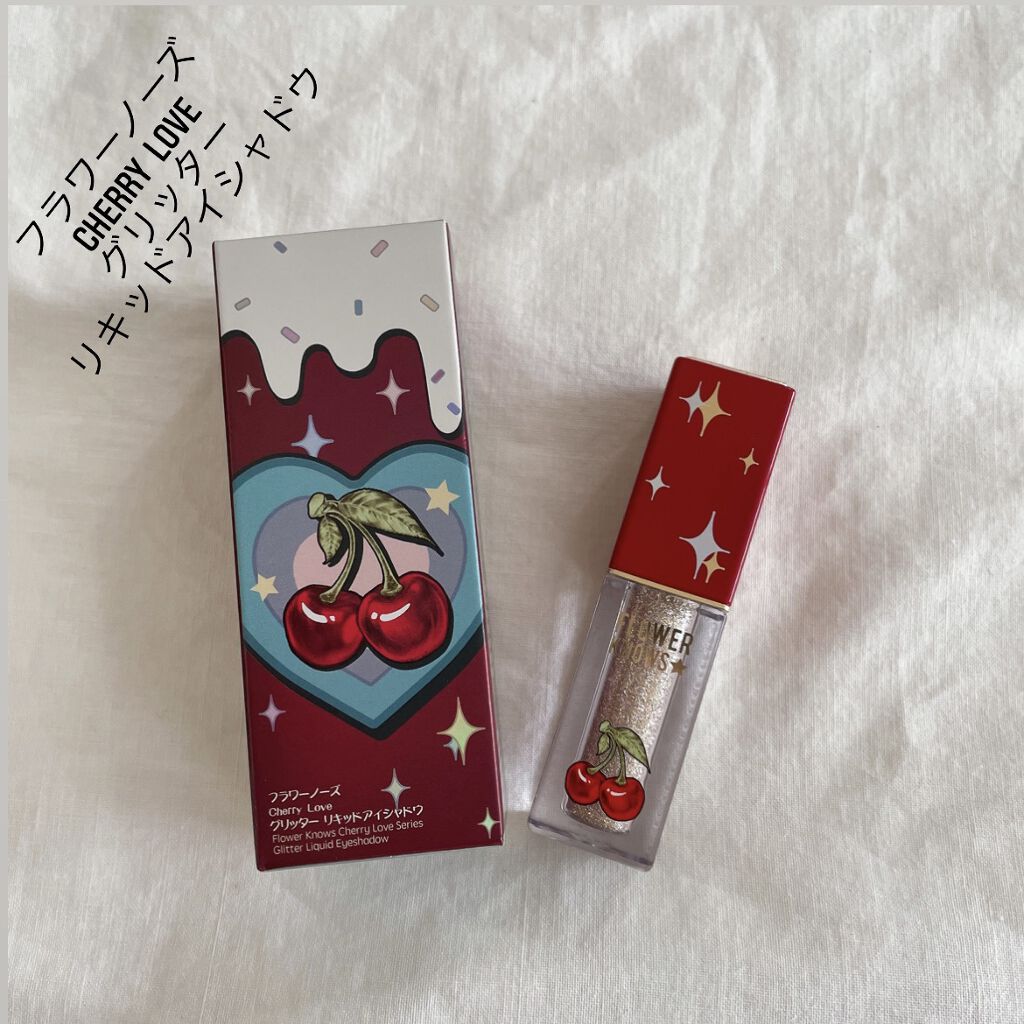 フラワーノーズ
CHERRY LOVE
グリッター
リキッドアイシャドウ
フラワーノーズ
Cherry Love
グリッター リキッドアイシャドウ
Flower Knows Cherry Love Series
Glitter Liquid Eyeshadow
FLOWER
KNOWS